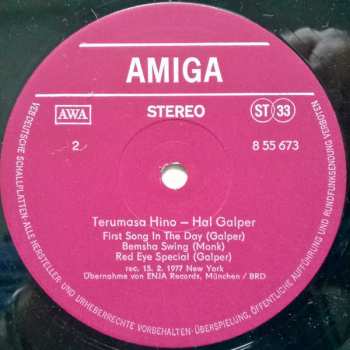 AMIGA
AWA
STEREO
ST 33
2
8 55 673
Terumasa Hino – Hal Galper
First Song In The Day (Galper)
Bemsha Swing (Monk)
Red Eye Special (Galper)
rec. 15. 2. 1977 New York
Übernahme von ENJA Records, München / BRD
VEB DEUTSCHE SCHALLPLATTEN·ALLE HERSTELLER- UND URHEBERRECHTE VORBEHALTEN·ÜBERSPIELUNG, ÖFFENTLICHE AUFFÜHRUNG UND RUNDFUNKSENDUNG VERBOTEN